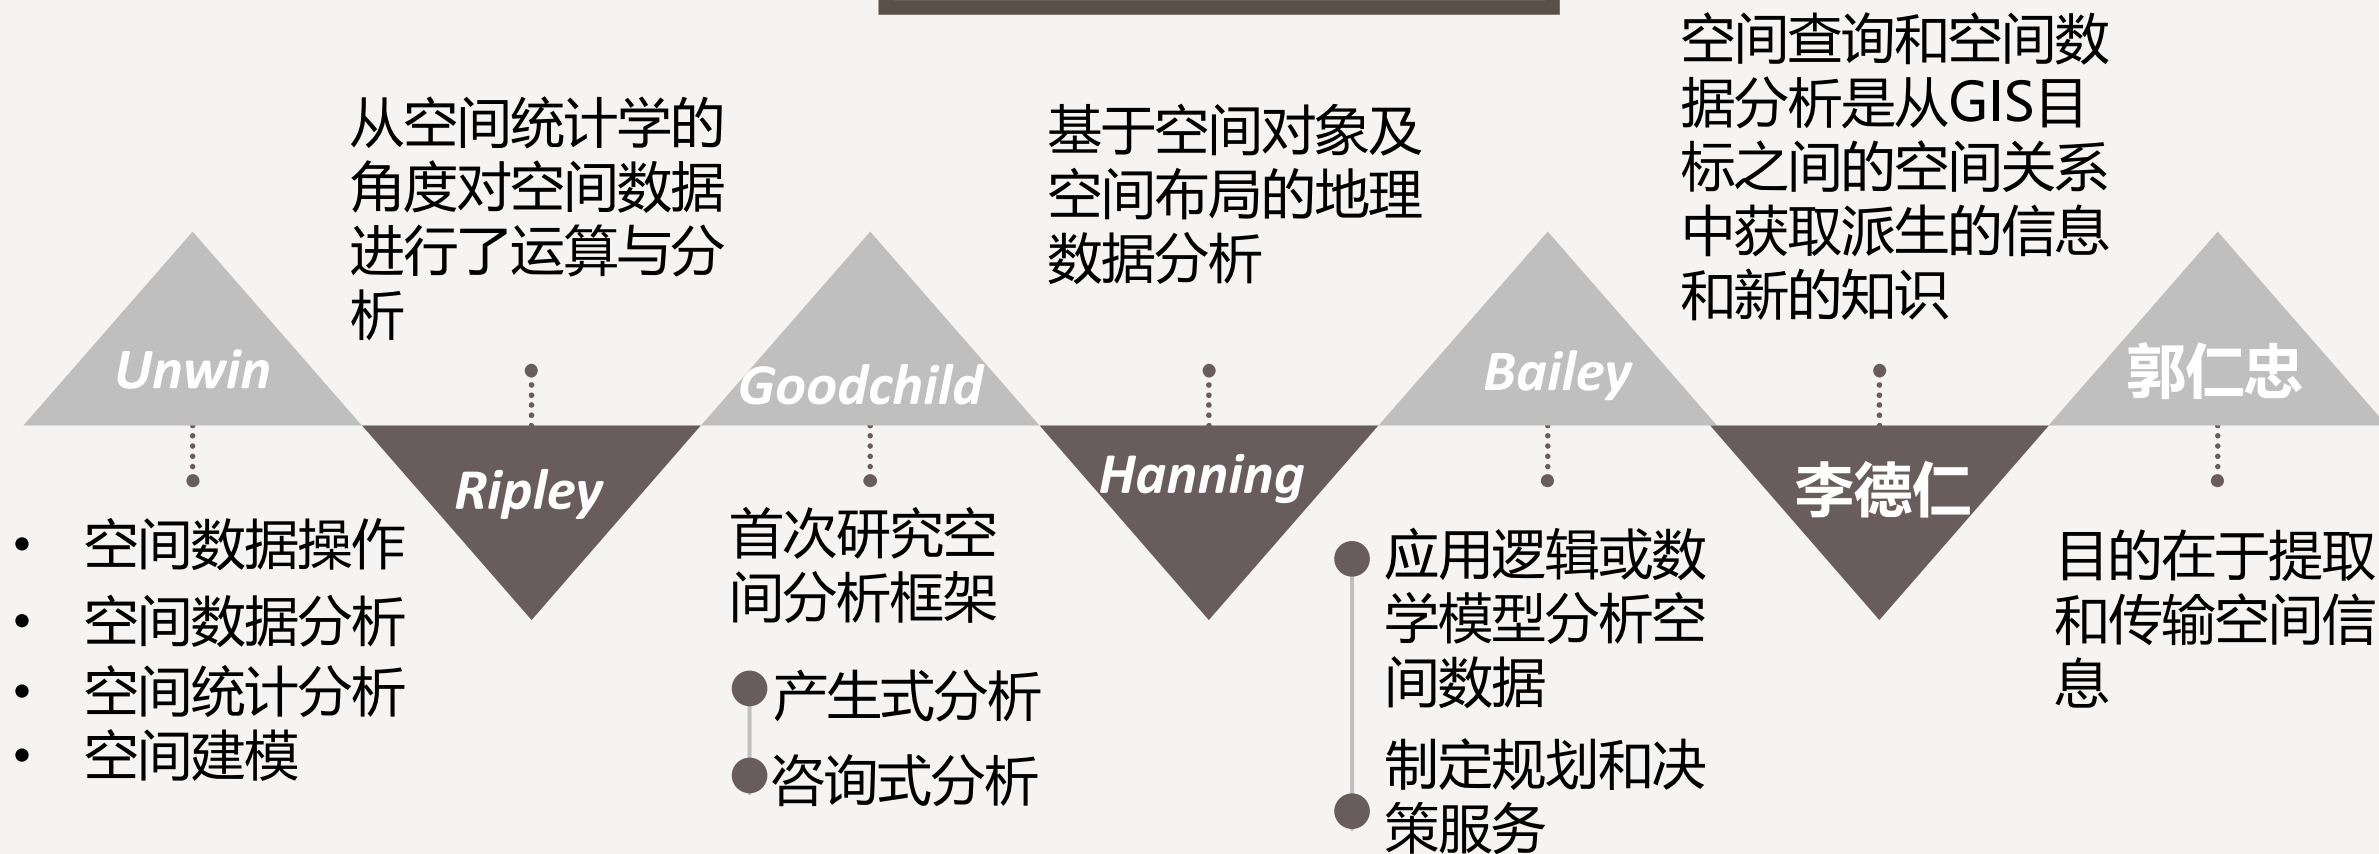 Unwin
• 空间数据操作
• 空间数据分析
• 空间统计分析
• 空间建模
从空间统计学的
角度对空间数据
进行了运算与分
析
Ripley
Goodchild
首次研究空
间分析框架
产生式分析
咨询式分析
基于空间对象及
空间布局的地理
数据分析
Hanning
Bailey
应用逻辑或数
学模型分析空
间数据
制定规划和决
策服务
空间查询和空间数
据分析是从GIS目
标之间的空间关系
中获取派生的信息
和新的知识
李德仁
郭仁忠
目的在于提取
和传输空间信
息